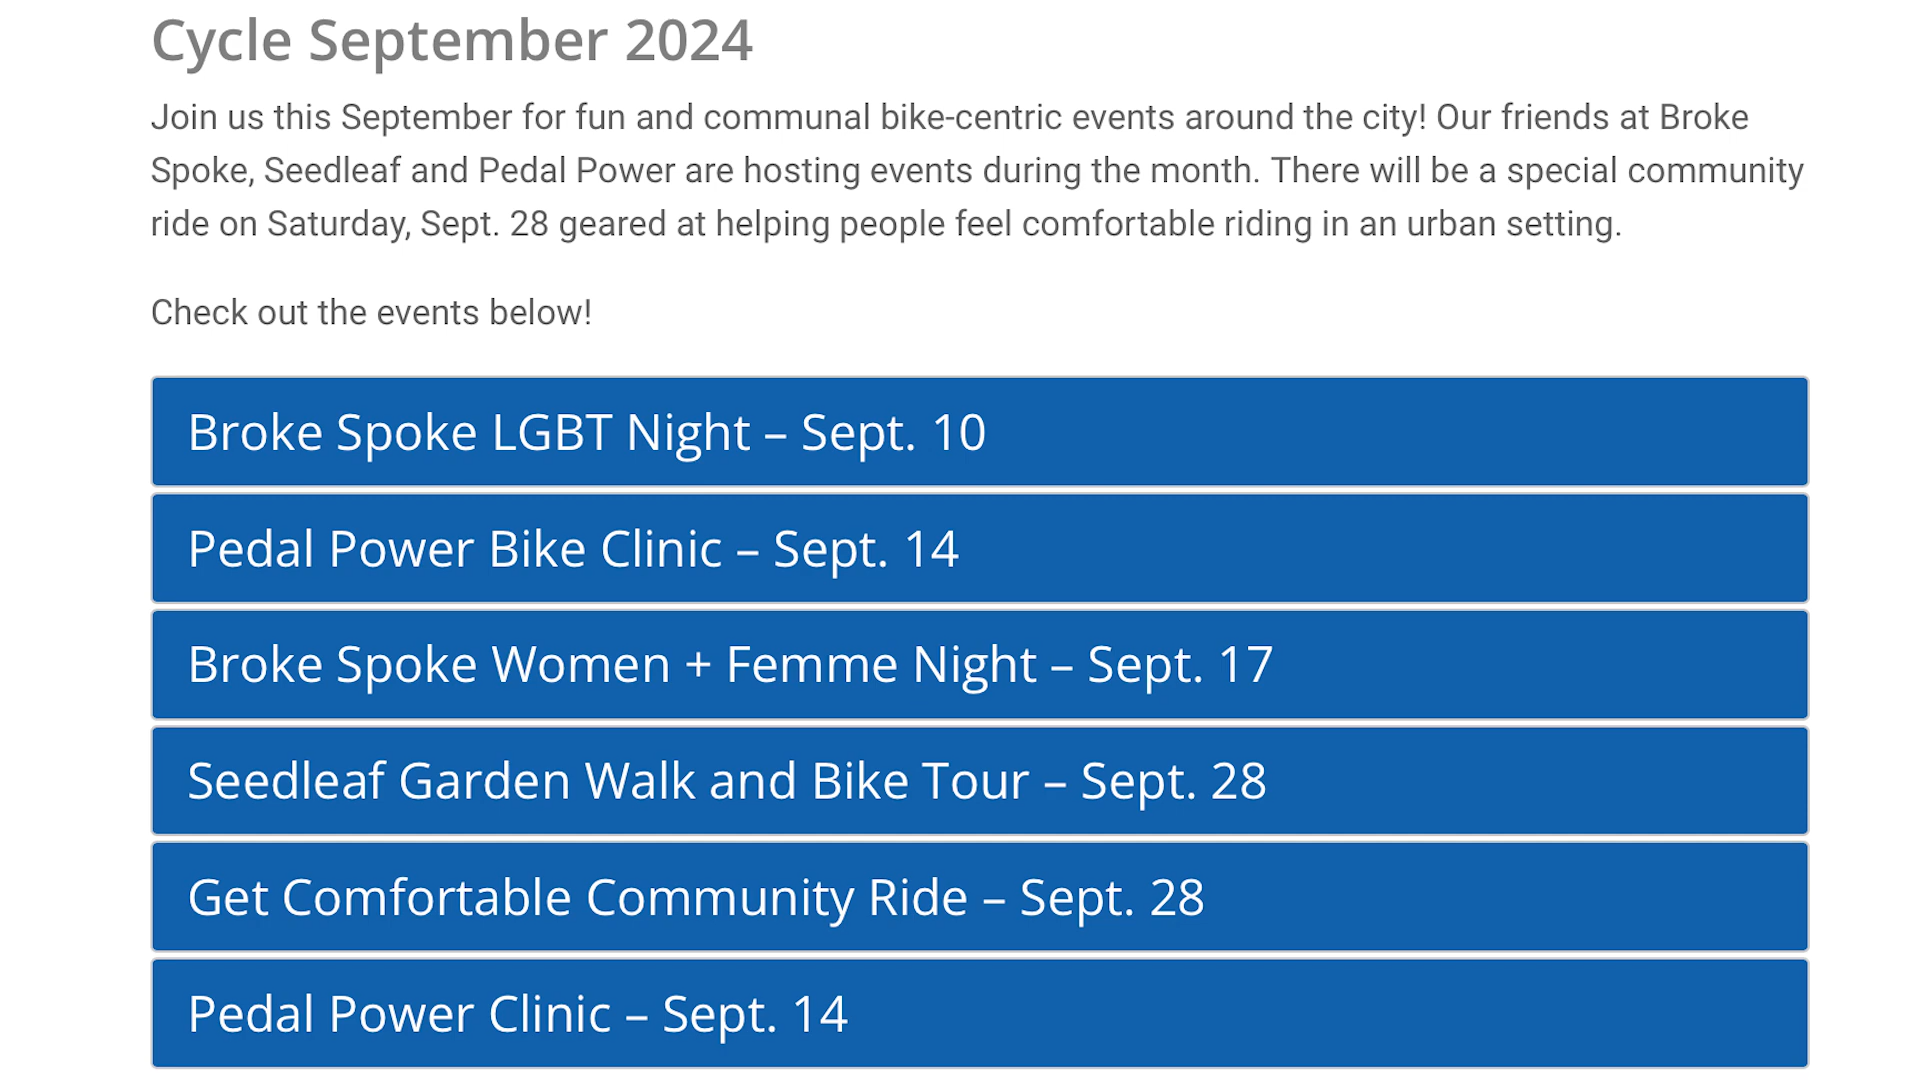 Cycle September 2024
Join us this September for fun and communal bike-centric events around the city! Our friends at Broke
Spoke, Seedleaf and Pedal Power are hosting events during the month. There will be a special community
ride on Saturday, Sept. 28 geared at helping people feel comfortable riding in an urban setting.
Check out the events below!
Broke Spoke LGBT Night – Sept. 10
Pedal Power Bike Clinic – Sept. 14
Broke Spoke Women + Femme Night – Sept. 17
Seedleaf Garden Walk and Bike Tour – Sept. 28
Get Comfortable Community Ride – Sept. 28
Pedal Power Clinic – Sept. 14